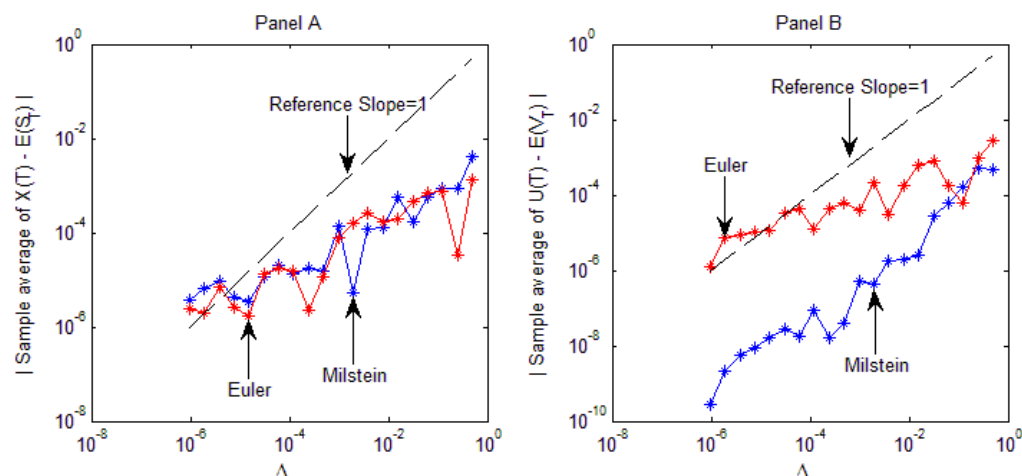 Panel A
| Sample average of X(T) - E(S_T) |
10^0
10^-2
10^-4
10^-6
10^-8
Reference Slope=1
Euler
Milstein
10^-8
10^-6
10^-4
10^-2
10^0
Δ
Panel B
| Sample average of U(T) - E(V_T) |
10^0
10^-2
10^-4
10^-6
10^-8
10^-10
Reference Slope=1
Euler
Milstein
10^-8
10^-6
10^-4
10^-2
10^0
Δ